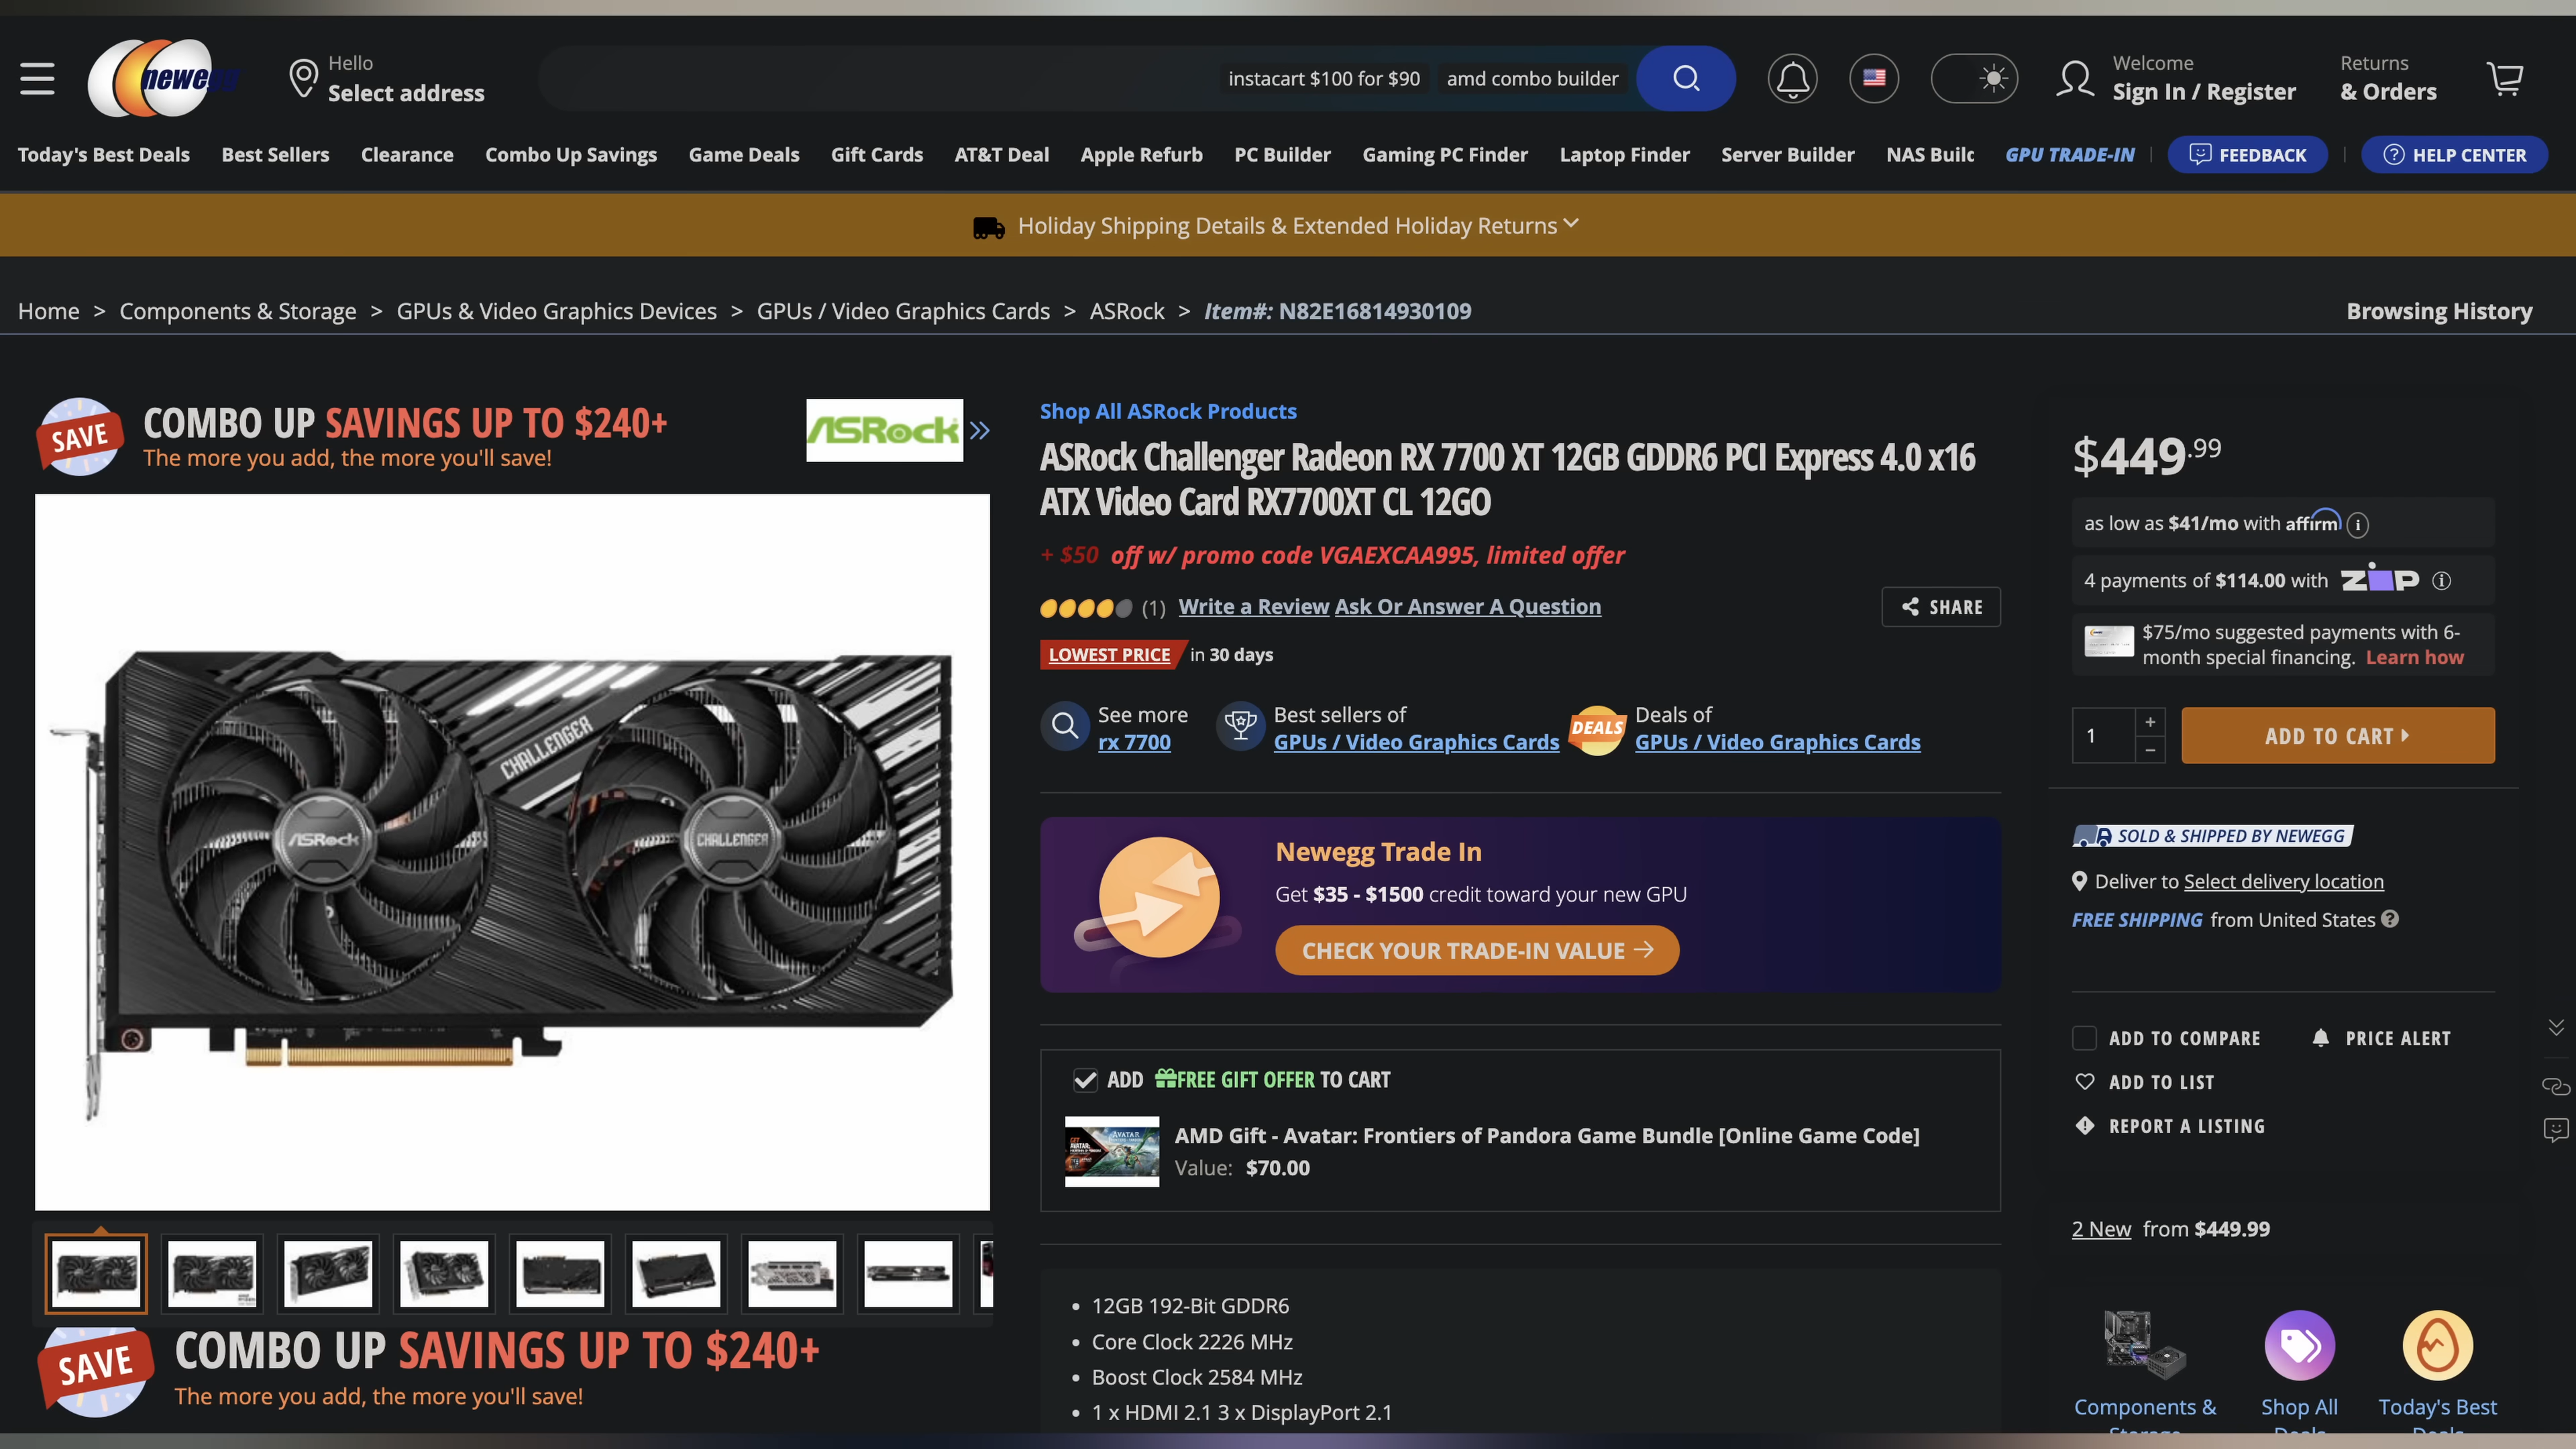 newegg
Hello
Select address
instacart $100 for $90
amd combo builder
Welcome
Sign In / Register
Returns
& Orders
Today's Best Deals
Best Sellers
Clearance
Combo Up Savings
Game Deals
Gift Cards
AT&T Deal
Apple Refurb
PC Builder
Gaming PC Finder
Laptop Finder
Server Builder
NAS Builc
GPU TRADE-IN
FEEDBACK
HELP CENTER
Holiday Shipping Details & Extended Holiday Returns
Home > Components & Storage > GPUs & Video Graphics Devices > GPUs / Video Graphics Cards > ASRock > Item#: N82E16814930109
Browsing History
SAVE
COMBO UP SAVINGS UP TO $240+
The more you add, the more you'll save!
ASRock
CHALLENGER
ASRock
CHALLENGER
SAVE
COMBO UP SAVINGS UP TO $240+
The more you add, the more you'll save!
Shop All ASRock Products
ASRock Challenger Radeon RX 7700 XT 12GB GDDR6 PCI Express 4.0 x16
ATX Video Card RX7700XT CL 12GO
+ $50 off w/ promo code VGAEXCAA995, limited offer
(1) Write a Review Ask Or Answer A Question
SHARE
LOWEST PRICE in 30 days
See more
rx 7700
Best sellers of
GPUs / Video Graphics Cards
DEALS
Deals of
GPUs / Video Graphics Cards
Newegg Trade In
Get $35 - $1500 credit toward your new GPU
CHECK YOUR TRADE-IN VALUE
ADD FREE GIFT OFFER TO CART
AMD Gift - Avatar: Frontiers of Pandora Game Bundle [Online Game Code]
Value: $70.00
• 12GB 192-Bit GDDR6
• Core Clock 2226 MHz
• Boost Clock 2584 MHz
• 1 x HDMI 2.1 3 x DisplayPort 2.1
$449.99
as low as $41/mo with affirm
4 payments of $114.00 with zip
$75/mo suggested payments with 6-
month special financing. Learn how
1
+
-
ADD TO CART
SOLD & SHIPPED BY NEWEGG
Deliver to Select delivery location
FREE SHIPPING from United States
ADD TO COMPARE
PRICE ALERT
ADD TO LIST
REPORT A LISTING
2 New from $449.99
Components &
Storage
Shop All
Deals
Today's Best
Deals